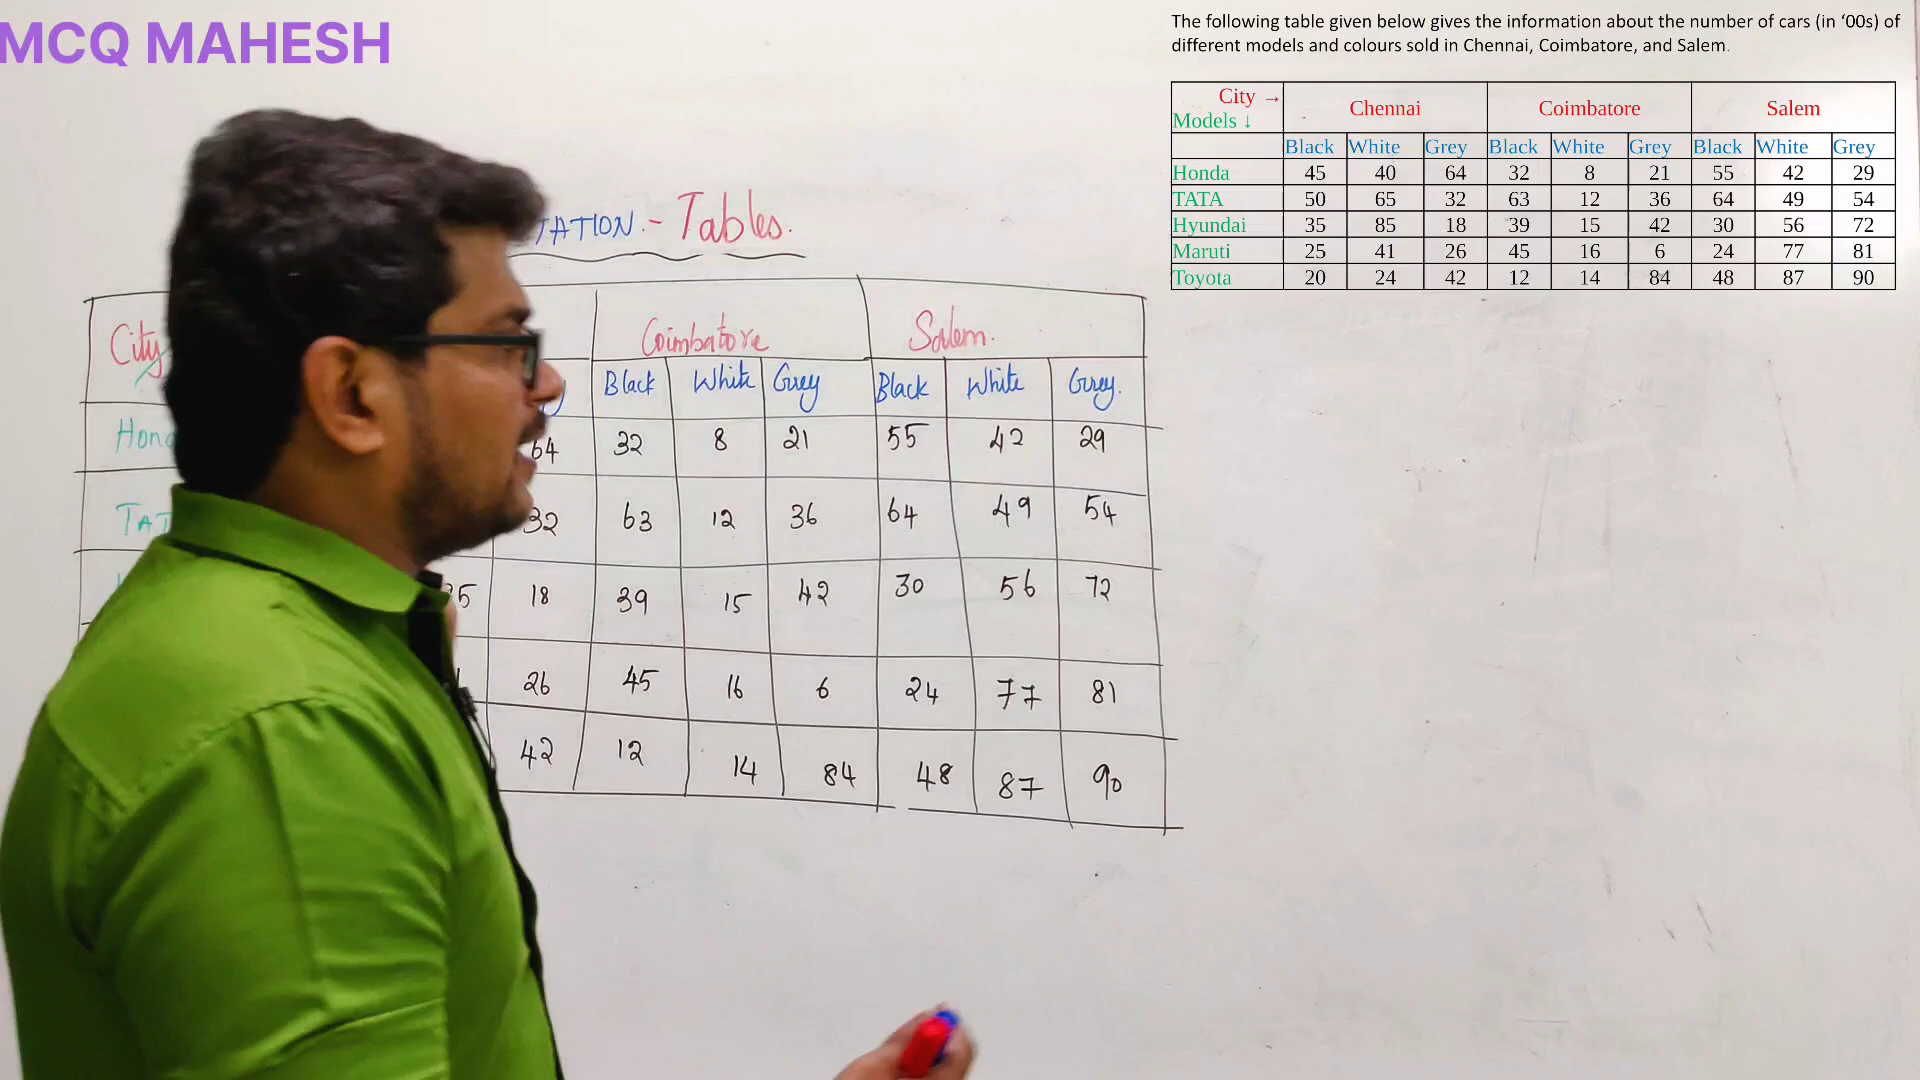 MCQ MAHESH
The following table given below gives the information about the number of cars (in ‘00s) of
different models and colours sold in Chennai, Coimbatore, and Salem.
City → Chennai Coimbatore Salem
Models ↓
Black White Grey Black White Grey Black White Grey
Honda 45 40 64 32 8 21 55 42 29
TATA 50 65 32 63 12 36 64 49 54
Hyundai 35 85 18 39 15 42 30 56 72
Maruti 25 41 26 45 16 6 24 77 81
Toyota 20 24 42 12 14 84 48 87 90
TATION - Tables.
City Coimbatore Salem.
Black White Grey Black White Grey.
Hon 64 32 8 21 55 42 29
TAT 32 63 12 36 64 49 54
5 18 39 15 42 30 56 72
26 45 16 6 24 77 81
42 12 14 84 48 87 90